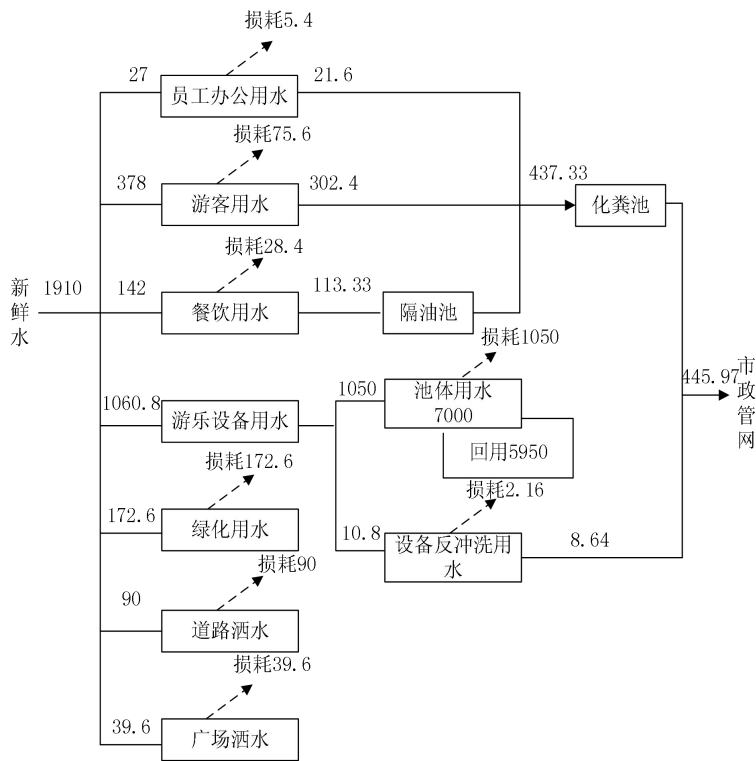 损耗5.4
27
员工办公用水
21.6
损耗75.6
378
游客用水
302.4
437.33
化粪池
损耗28.4
新鲜水
1910
142
餐饮用水
113.33
隔油池
损耗1050
1060.8
游乐设备用水
1050
池体用水
7000
回用5950
445.97
市政管网
损耗172.6
172.6
绿化用水
损耗2.16
10.8
设备反冲洗用
水
8.64
损耗90
90
道路洒水
损耗39.6
39.6
广场洒水